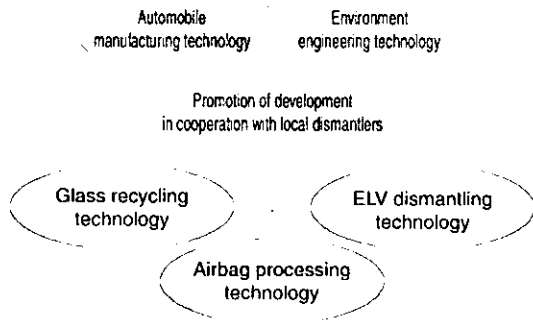 Automobile
manufacturing technology
Environment
engineering technology
Promotion of development
in cooperation with local dismantlers
Glass recycling
technology
ELV dismantling
technology
Airbag processing
technology